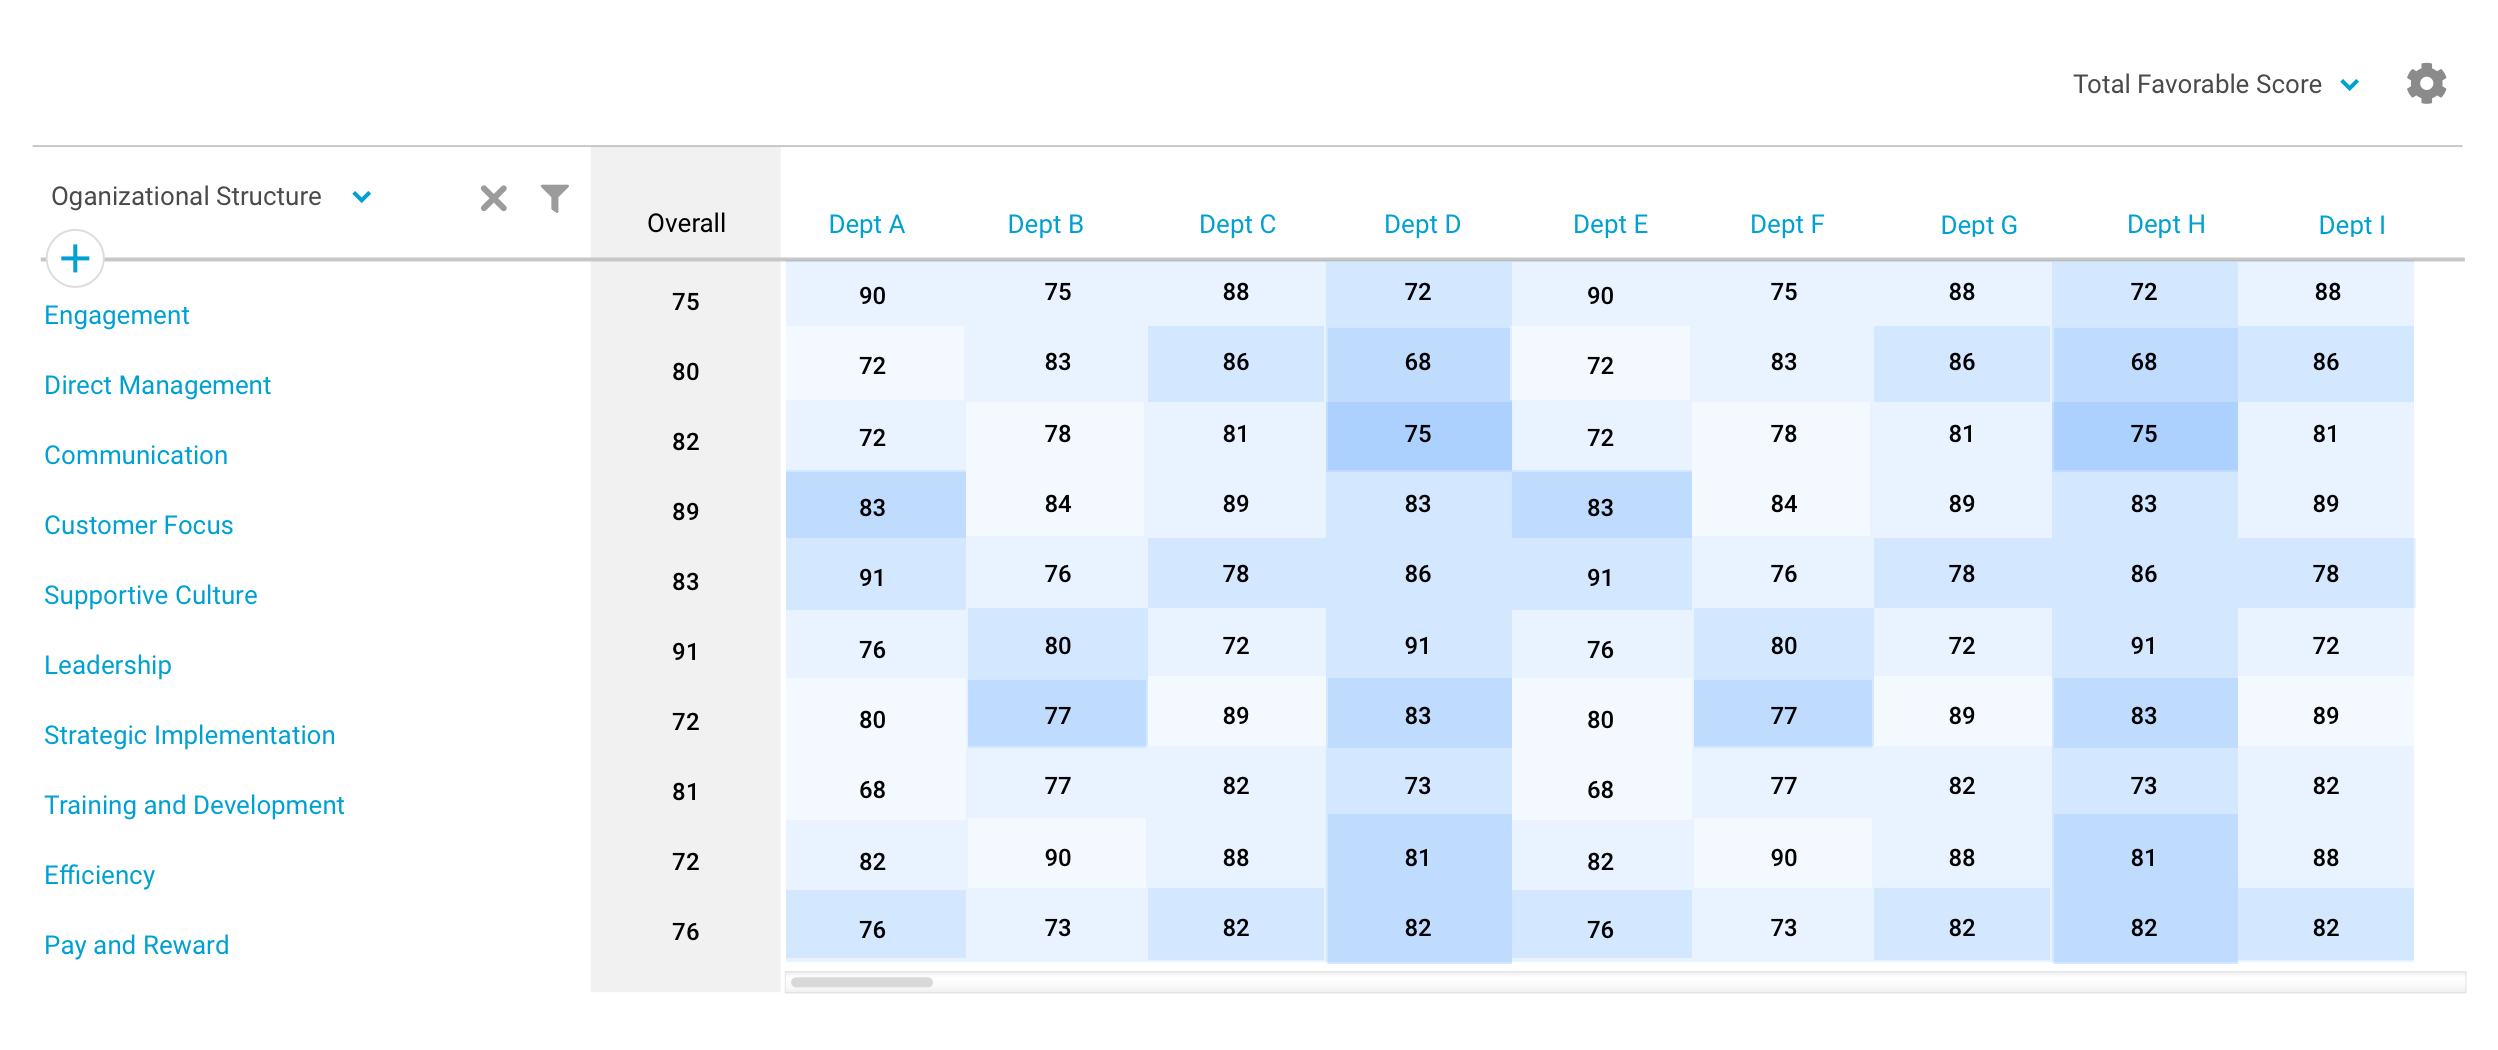 Total Favorable Score
Oganizational Structure
Overall Dept A Dept B Dept C Dept D Dept E Dept F Dept G Dept H Dept I
Engagement 75 90 75 88 72 90 75 88 72 88
Direct Management 80 72 83 86 68 72 83 86 68 86
Communication 82 72 78 81 75 72 78 81 75 81
Customer Focus 89 83 84 89 83 83 84 89 83 89
Supportive Culture 83 91 76 78 86 91 76 78 86 78
Leadership 91 76 80 72 91 76 80 72 91 72
Strategic Implementation 72 80 77 89 83 80 77 89 83 89
Training and Development 81 68 77 82 73 68 77 82 73 82
Efficiency 72 82 90 88 81 82 90 88 81 88
Pay and Reward 76 76 73 82 82 76 73 82 82 82